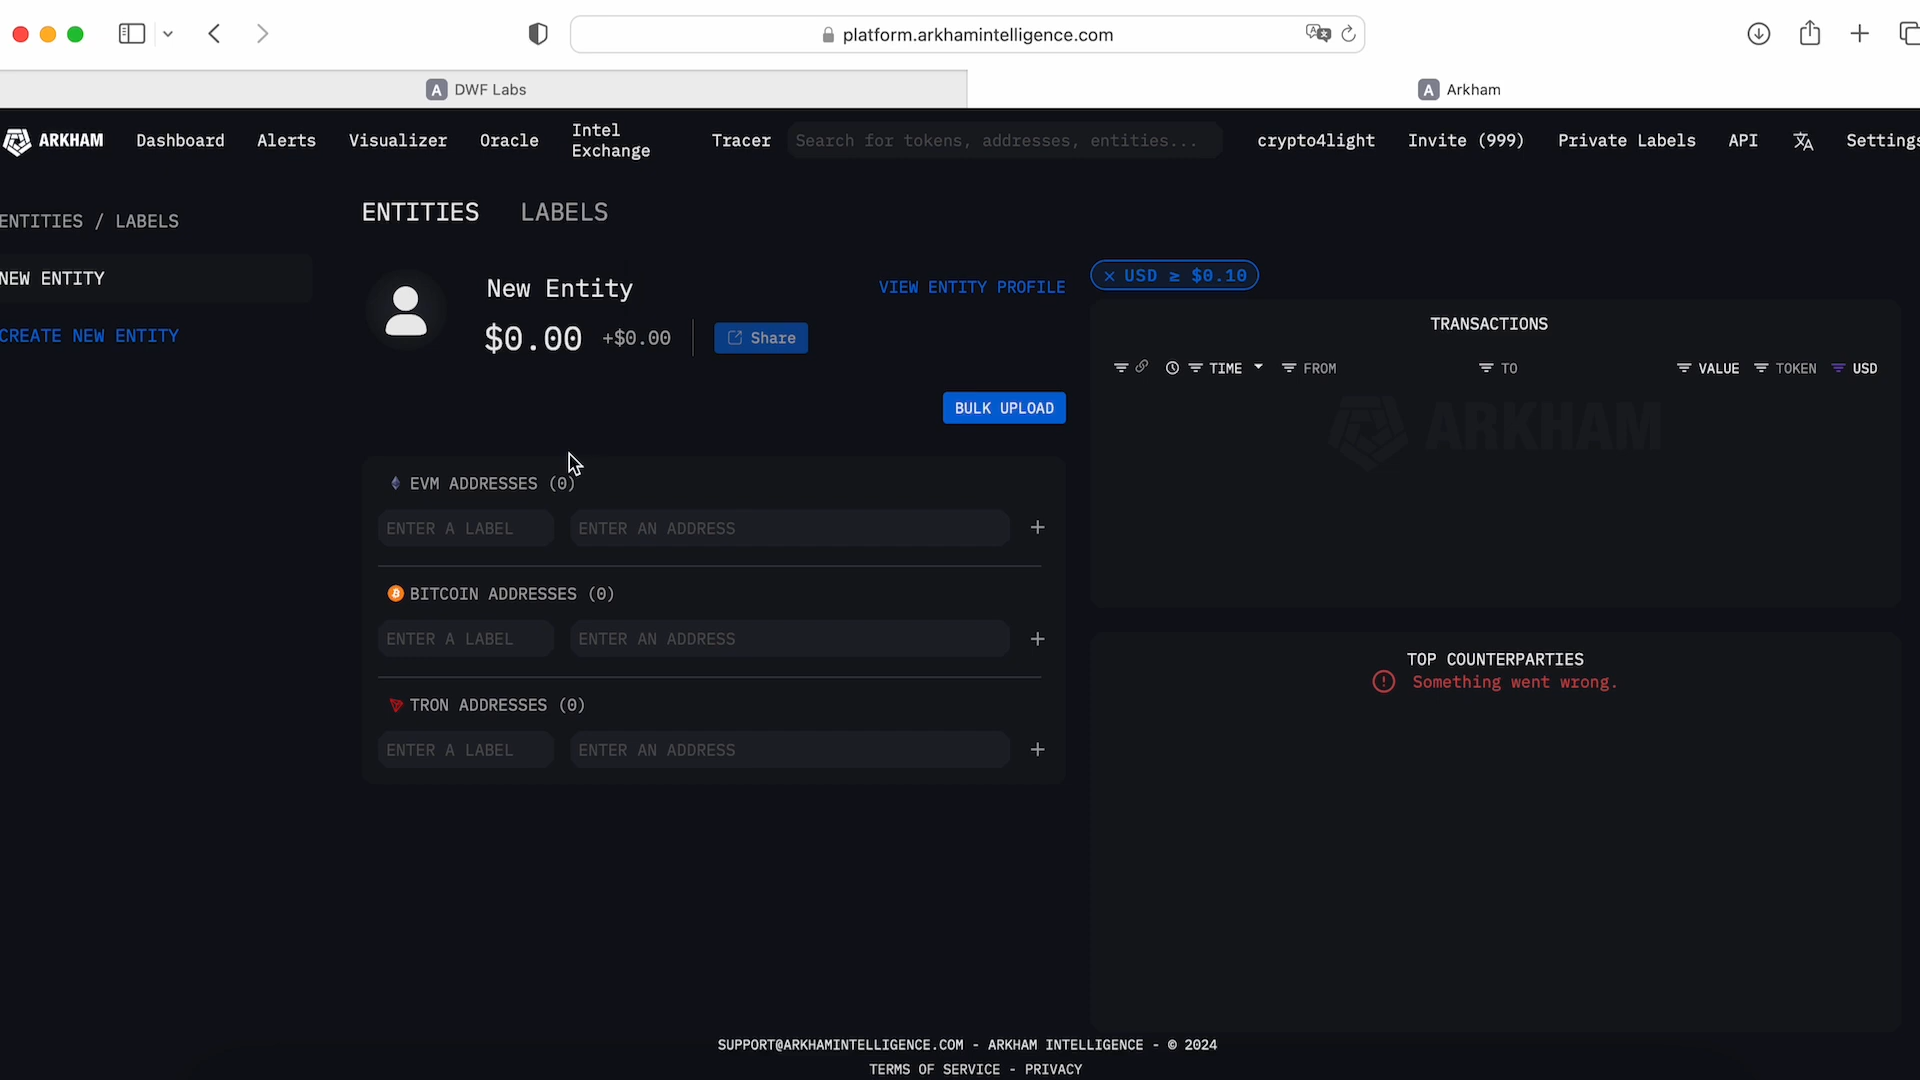 platform.arkhamintelligence.com
A DWF Labs
A Arkham
ARKHAM Dashboard Alerts Visualizer Oracle Intel Exchange Tracer Search for tokens, addresses, entities... crypto4light Invite (999) Private Labels API Settings
ENTITIES / LABELS
NEW ENTITY
CREATE NEW ENTITY
ENTITIES LABELS
New Entity
VIEW ENTITY PROFILE
$0.00 +$0.00 Share
BULK UPLOAD
EVM ADDRESSES (0)
ENTER A LABEL ENTER AN ADDRESS +
BITCOIN ADDRESSES (0)
ENTER A LABEL ENTER AN ADDRESS +
TRON ADDRESSES (0)
ENTER A LABEL ENTER AN ADDRESS +
× USD ≥ $0.10
TRANSACTIONS
TIME FROM TO VALUE TOKEN USD
ARKHAM
TOP COUNTERPARTIES
Something went wrong.
SUPPORT@ARKHAMINTELLIGENCE.COM - ARKHAM INTELLIGENCE - © 2024
TERMS OF SERVICE - PRIVACY